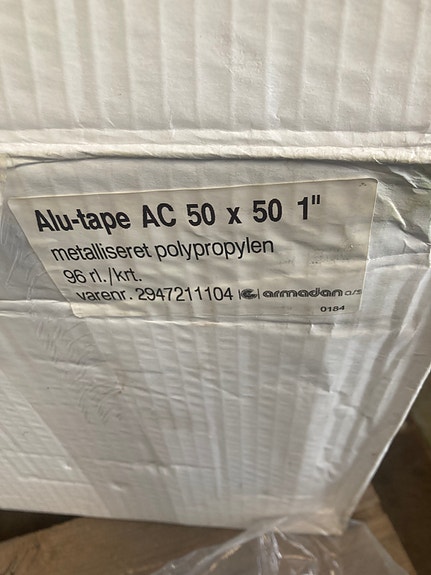 Alu-tape AC 50 x 50 1"
metalliseret polypropylen
96 rl./krt.
varenr. 2947211104 armadan a/s
0184